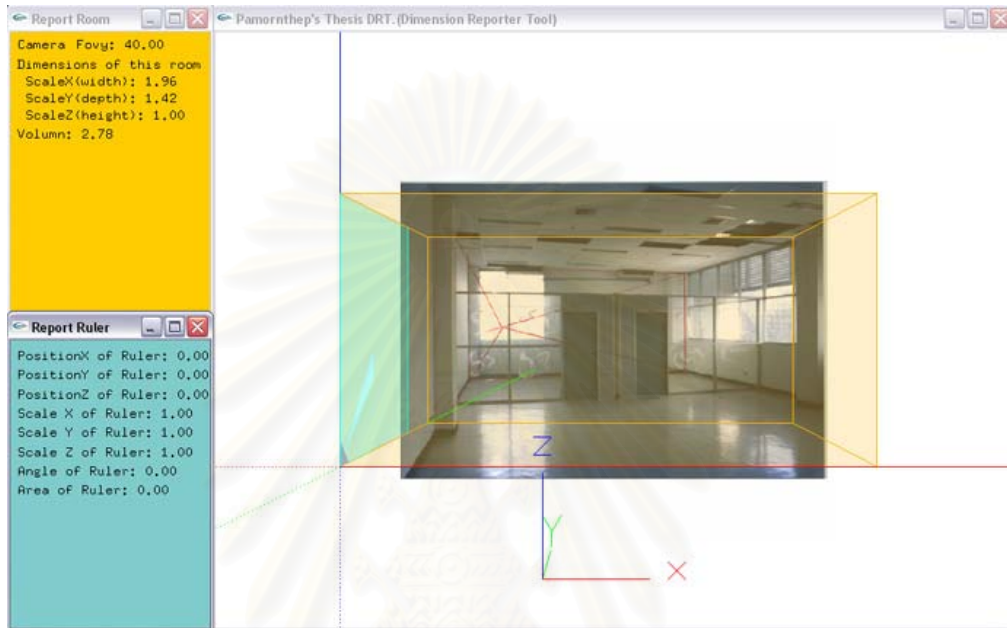 Report Room
Camera Fovy: 40.00
Dimensions of this room
ScaleX(width): 1.96
ScaleY(depth): 1.42
ScaleZ(height): 1.00
Volumn: 2.78
Report Ruler
PositionX of Ruler: 0.00
PositionY of Ruler: 0.00
PositionZ of Ruler: 0.00
Scale X of Ruler: 1.00
Scale Y of Ruler: 1.00
Scale Z of Ruler: 1.00
Angle of Ruler: 0.00
Area of Ruler: 0.00
Pamornthep's Thesis DRT.(Dimension Reporter Tool)
Z
Y
X